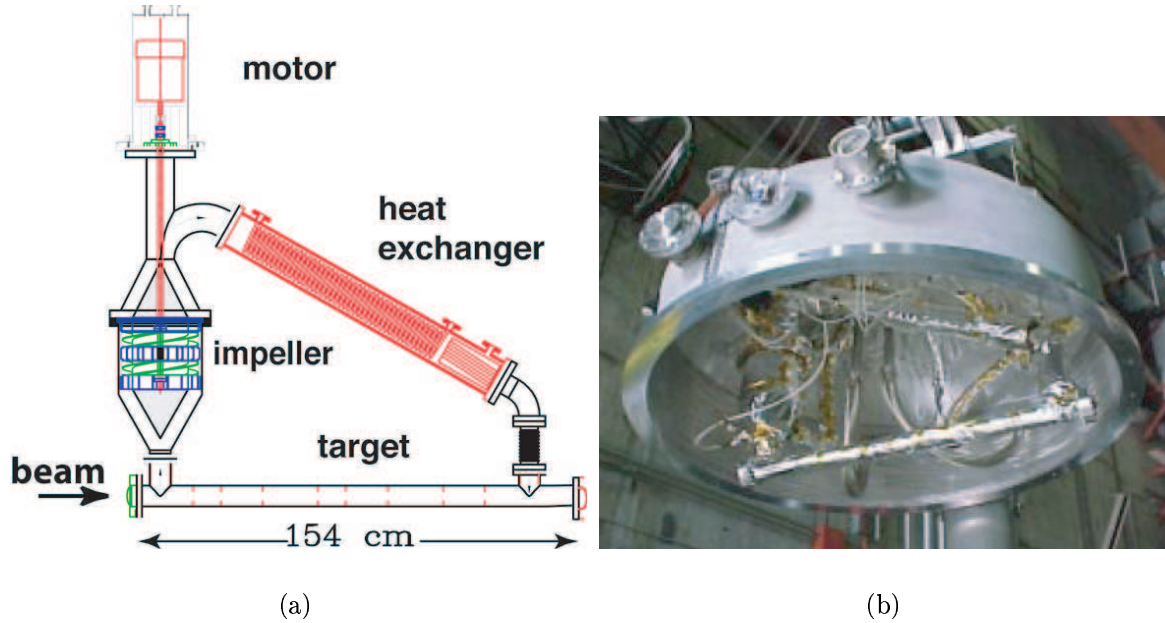 motor
heat
exchanger
impeller
target
beam
154 cm
(a)
(b)